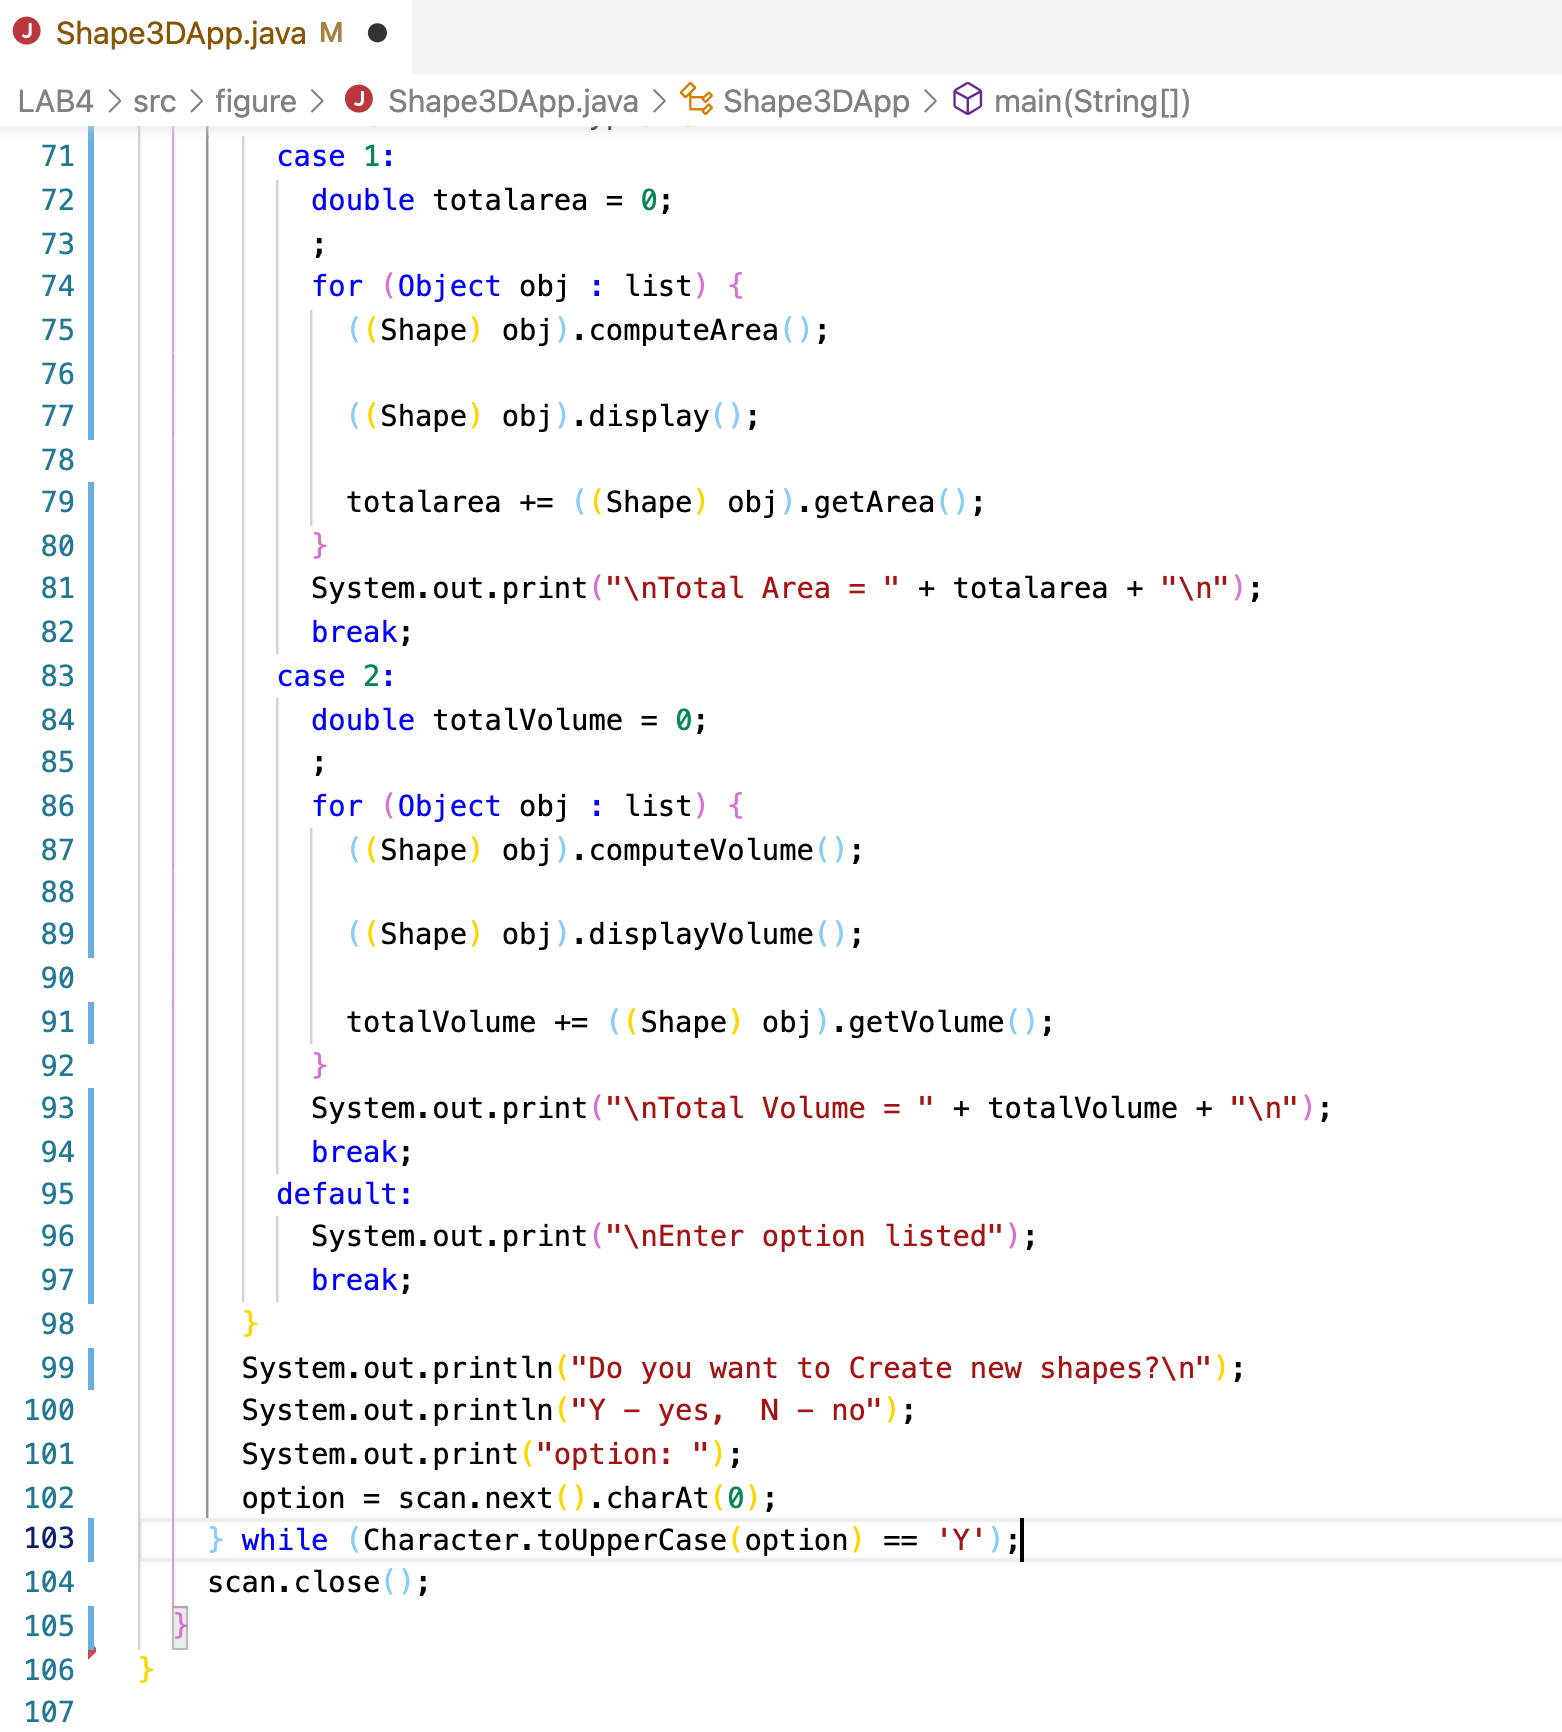 J Shape3DApp.java M
LAB4 > src > figure > J Shape3DApp.java > Shape3DApp > main(String[])
71 case 1:
72 double totalarea = 0;
73 ;
74 for (Object obj : list) {
75 ((Shape) obj).computeArea();
76
77 ((Shape) obj).display();
78
79 totalarea += ((Shape) obj).getArea();
80 }
81 System.out.print("\nTotal Area = " + totalarea + "\n");
82 break;
83 case 2:
84 double totalVolume = 0;
85 ;
86 for (Object obj : list) {
87 ((Shape) obj).computeVolume();
88
89 ((Shape) obj).displayVolume();
90
91 totalVolume += ((Shape) obj).getVolume();
92 }
93 System.out.print("\nTotal Volume = " + totalVolume + "\n");
94 break;
95 default:
96 System.out.print("\nEnter option listed");
97 break;
98 }
99 System.out.println("Do you want to Create new shapes?\n");
100 System.out.println("Y – yes,  N – no");
101 System.out.print("option: ");
102 option = scan.next().charAt(0);
103 } while (Character.toUpperCase(option) == 'Y');
104 scan.close();
105 }
106 }
107